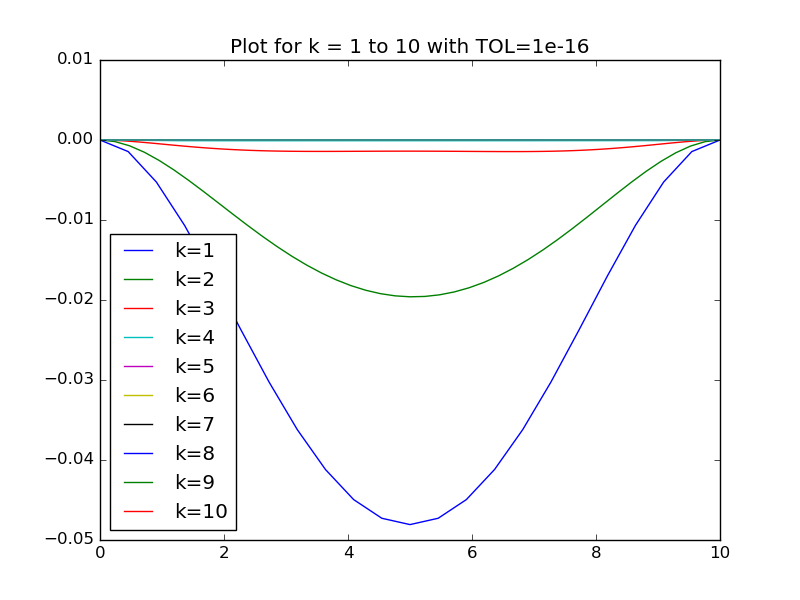 Plot for k = 1 to 10 with TOL=1e-16
0.01
0.00
−0.01
−0.02
−0.03
−0.04
−0.05
k=1
k=2
k=3
k=4
k=5
k=6
k=7
k=8
k=9
k=10
0 2 4 6 8 10